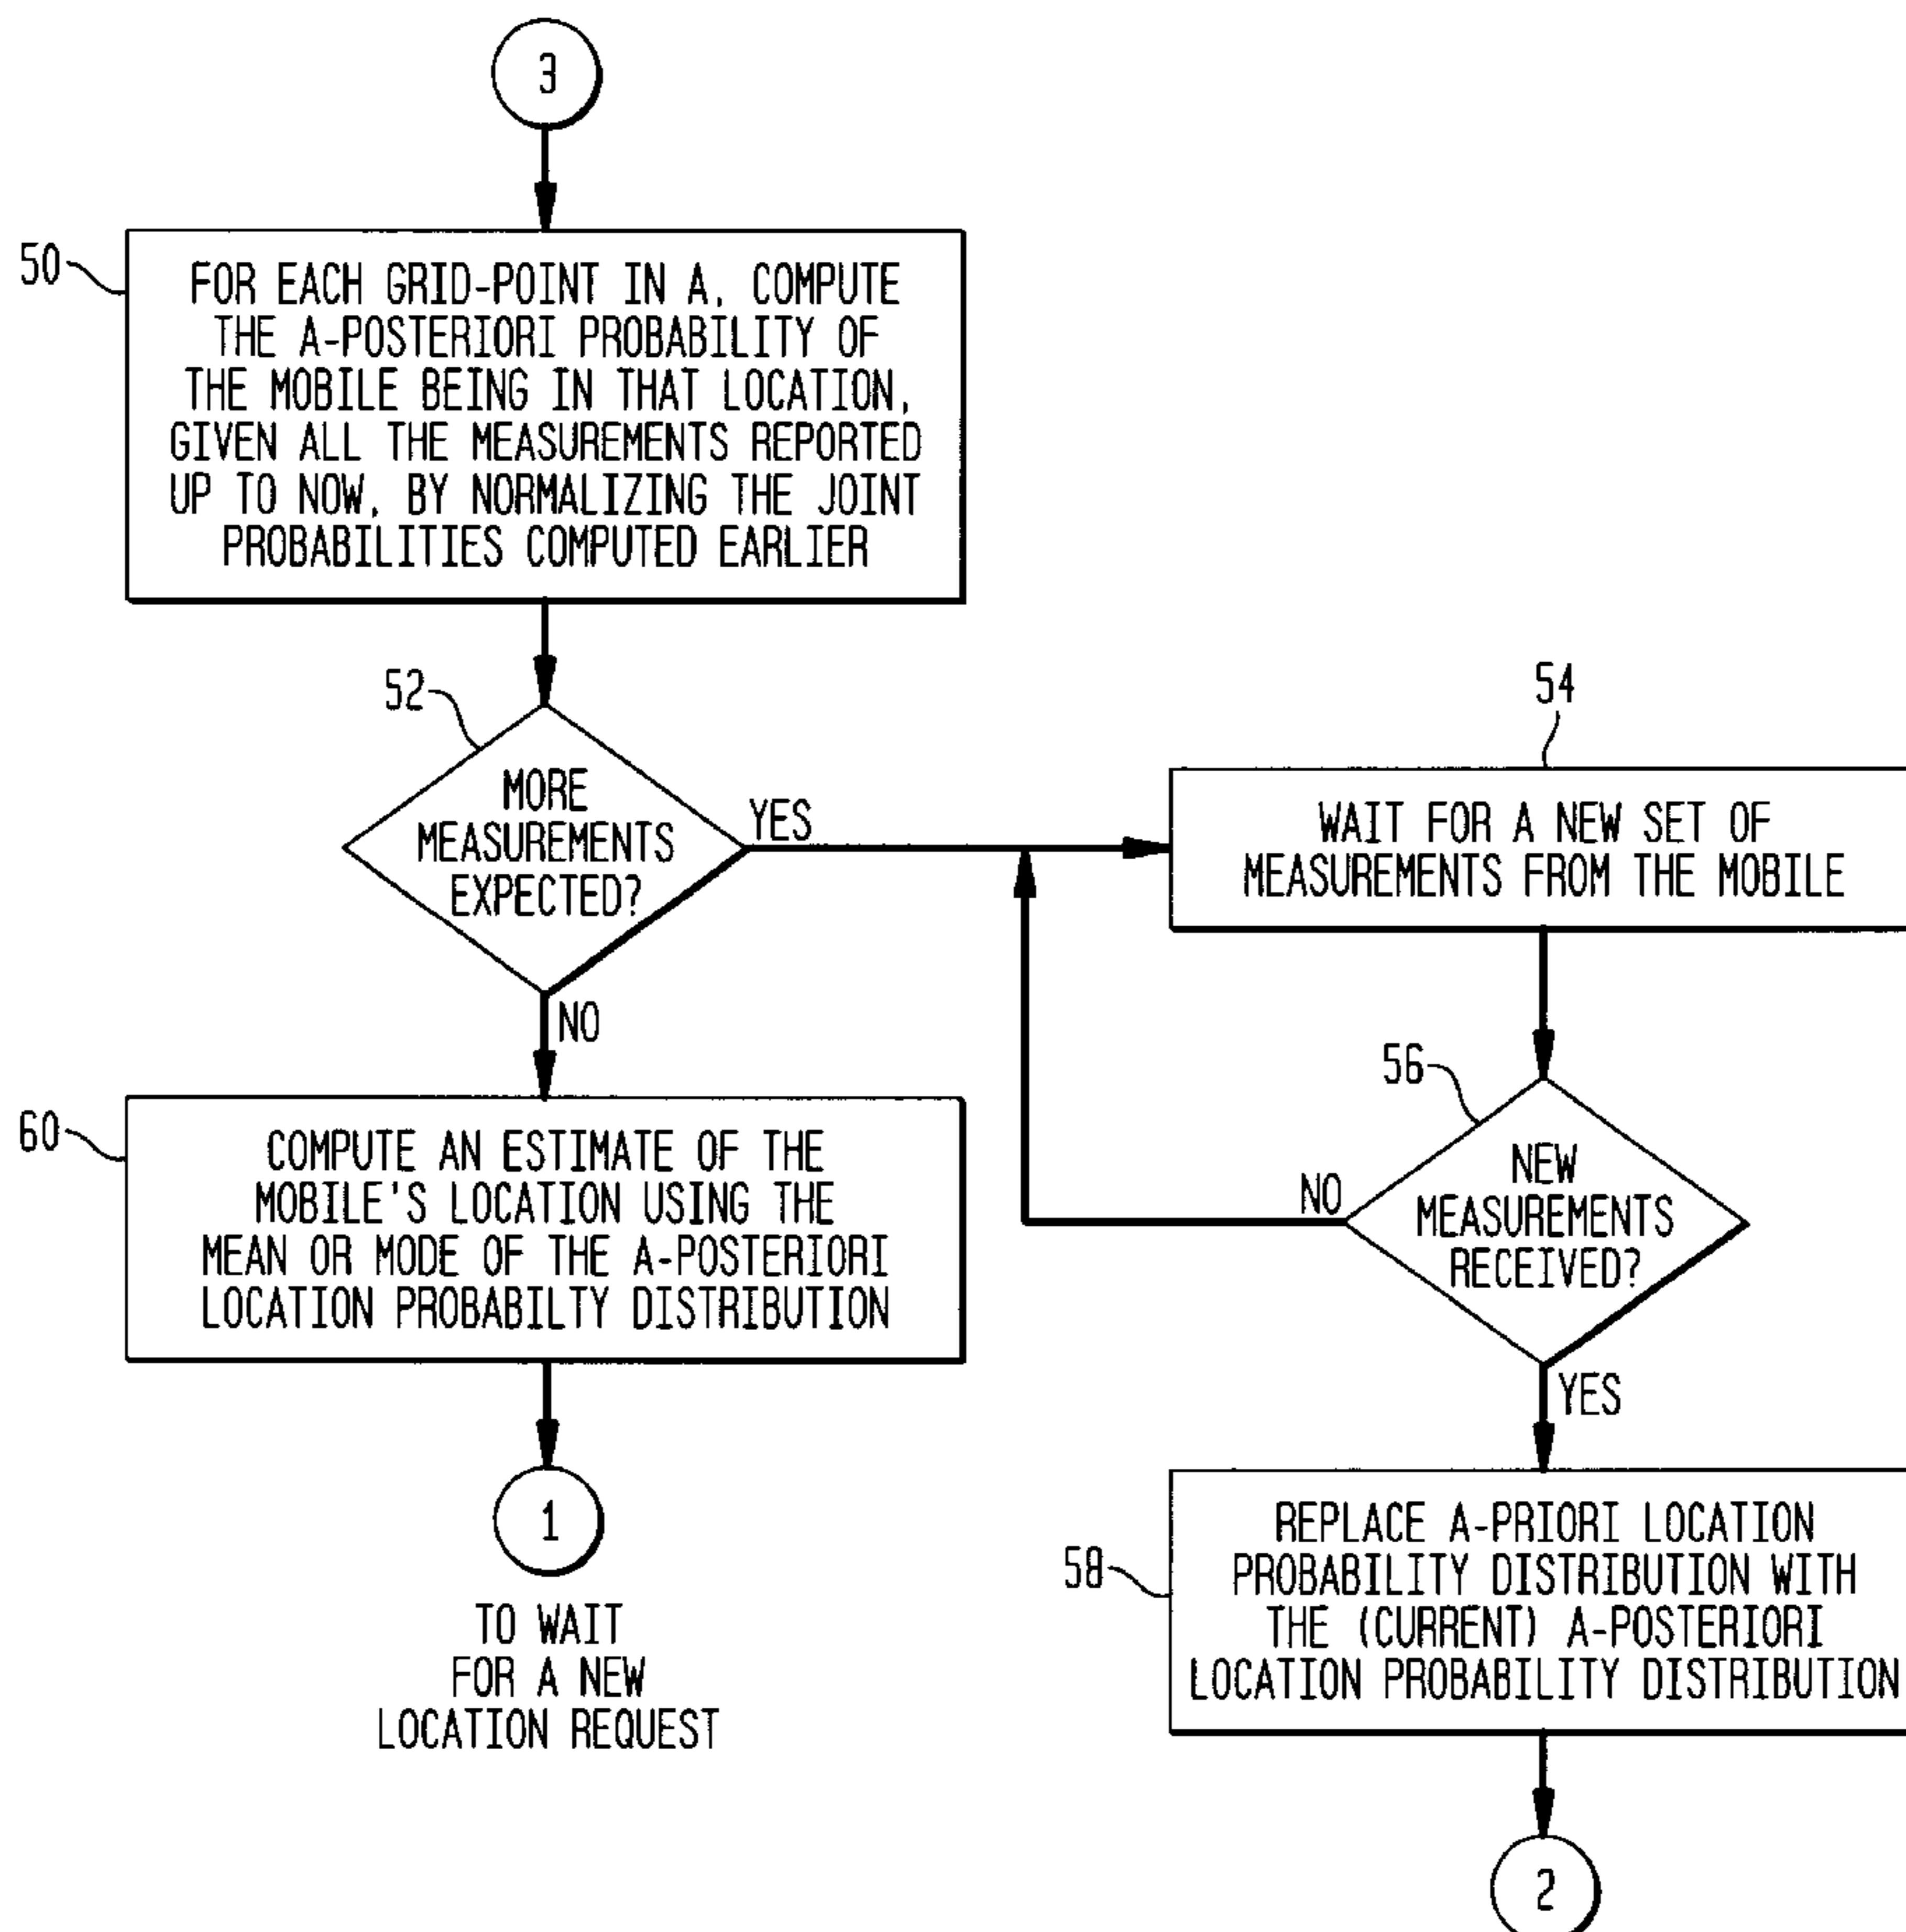 3
50
FOR EACH GRID-POINT IN A, COMPUTE
THE A-POSTERIORI PROBABILITY OF
THE MOBILE BEING IN THAT LOCATION,
GIVEN ALL THE MEASUREMENTS REPORTED
UP TO NOW, BY NORMALIZING THE JOINT
PROBABILITIES COMPUTED EARLIER
52
MORE
MEASUREMENTS
EXPECTED?
YES
NO
54
WAIT FOR A NEW SET OF
MEASUREMENTS FROM THE MOBILE
56
NEW
MEASUREMENTS
RECEIVED?
NO
YES
60
COMPUTE AN ESTIMATE OF THE
MOBILE'S LOCATION USING THE
MEAN OR MODE OF THE A-POSTERIORI
LOCATION PROBABILTY DISTRIBUTION
1
TO WAIT
FOR A NEW
LOCATION REQUEST
58
REPLACE A-PRIORI LOCATION
PROBABILITY DISTRIBUTION WITH
THE (CURRENT) A-POSTERIORI
LOCATION PROBABILITY DISTRIBUTION
2